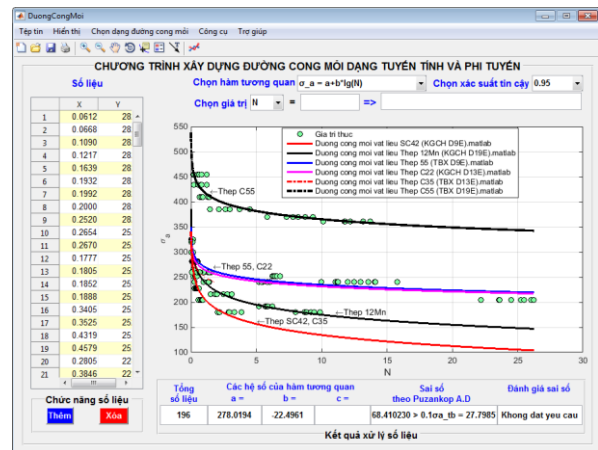 DuongCongMoi
Tệp tin Hiển thị Chọn dạng đường cong mỏi Công cụ Trợ giúp
CHƯƠNG TRÌNH XÂY DỰNG ĐƯỜNG CONG MỎI DẠNG TUYẾN TÍNH VÀ PHI TUYẾN
Số liệu
Chọn hàm tương quan σ_a = a+b*lg(N) Chọn xác suất tin cậy 0.95
Chọn giá trị N = =>
X Y
1 0.0612 28
2 0.0668 28
3 0.1090 28
4 0.1217 28
5 0.1639 28
6 0.1932 28
7 0.1992 28
8 0.2000 28
9 0.2520 28
10 0.2654 25
11 0.2670 25
12 0.1777 25
13 0.1805 25
14 0.1852 25
15 0.1888 25
16 0.3405 25
17 0.3525 25
18 0.4319 25
19 0.4579 25
20 0.2805 22
21 0.3846 22
550
500
450
400
350
300
250
200
150
100
σ_a
0 5 10 15 20 25 30
N
Gia tri thuc
Duong cong moi vat lieu SC42 (KGCH D9E).matlab
Duong cong moi vat lieu Thep 12Mn (KGCH D19E).matlab
Duong cong moi vat lieu Thep 55 (TBX D9E).matlab
Duong cong moi vat lieu Thep C22 (KGCH D13E).matlab
Duong cong moi vat lieu Thep C35 (TBX D13E).matlab
Duong cong moi vat lieu Thep C55 (TBX D19E).matlab
←Thep C55
←Thep 55, C22
←Thep 12Mn
←Thep SC42, C35
Chức năng số liệu
Thêm Xóa
Tổng số liệu
196
Các hệ số của hàm tương quan
a = b = c =
278.0194 -22.4961
Sai số
theo Puzankop A.D
68.410230 > 0.1σa_tb = 27.7985
Đánh giá sai số
Khong dat yeu cau
Kết quả xử lý số liệu